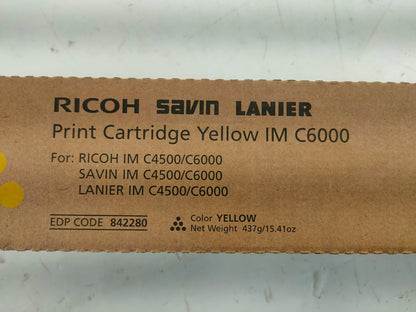 RICOH savin LANIER
Print Cartridge Yellow IM C6000
For: RICOH IM C4500/C6000
SAVIN IM C4500/C6000
LANIER IM C4500/C6000
EDP CODE 842280
Color YELLOW
Net Weight 437g/15.41oz